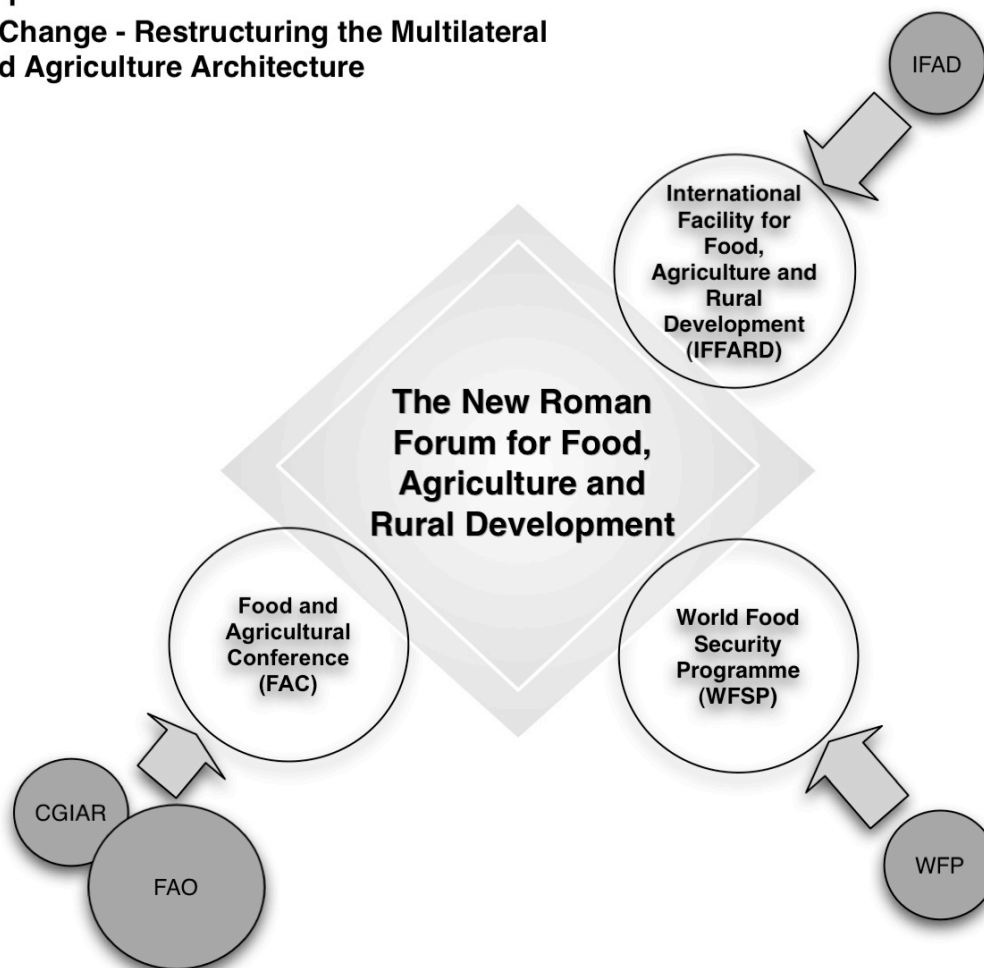 Change - Restructuring the Multilateral
d Agriculture Architecture
IFAD
International
Facility for
Food,
Agriculture and
Rural
Development
(IFFARD)
The New Roman
Forum for Food,
Agriculture and
Rural Development
Food and
Agricultural
Conference
(FAC)
World Food
Security
Programme
(WFSP)
CGIAR
FAO
WFP